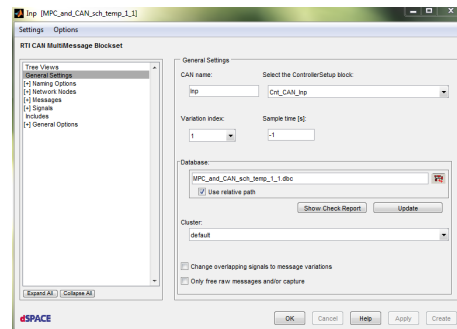 Inp [MPC_and_CAN_sch_temp_1_1]
Settings Options
RTI CAN MultiMessage Blockset
Tree Views
General Settings
[+] Naming Options
[+] Network Nodes
[+] Messages
[+] Signals
Includes
[+] General Options
Expand All Collapse All
General Settings
CAN name: Select the ControllerSetup block:
Inp Cnt_CAN_Inp
Variation index: Sample time [s]:
1 -1
Database:
MPC_and_CAN_sch_temp_1_1.dbc
Use relative path
Show Check Report Update
Cluster:
default
Change overlapping signals to message variations
Only free raw messages and/or capture
dSPACE OK Cancel Help Apply Create